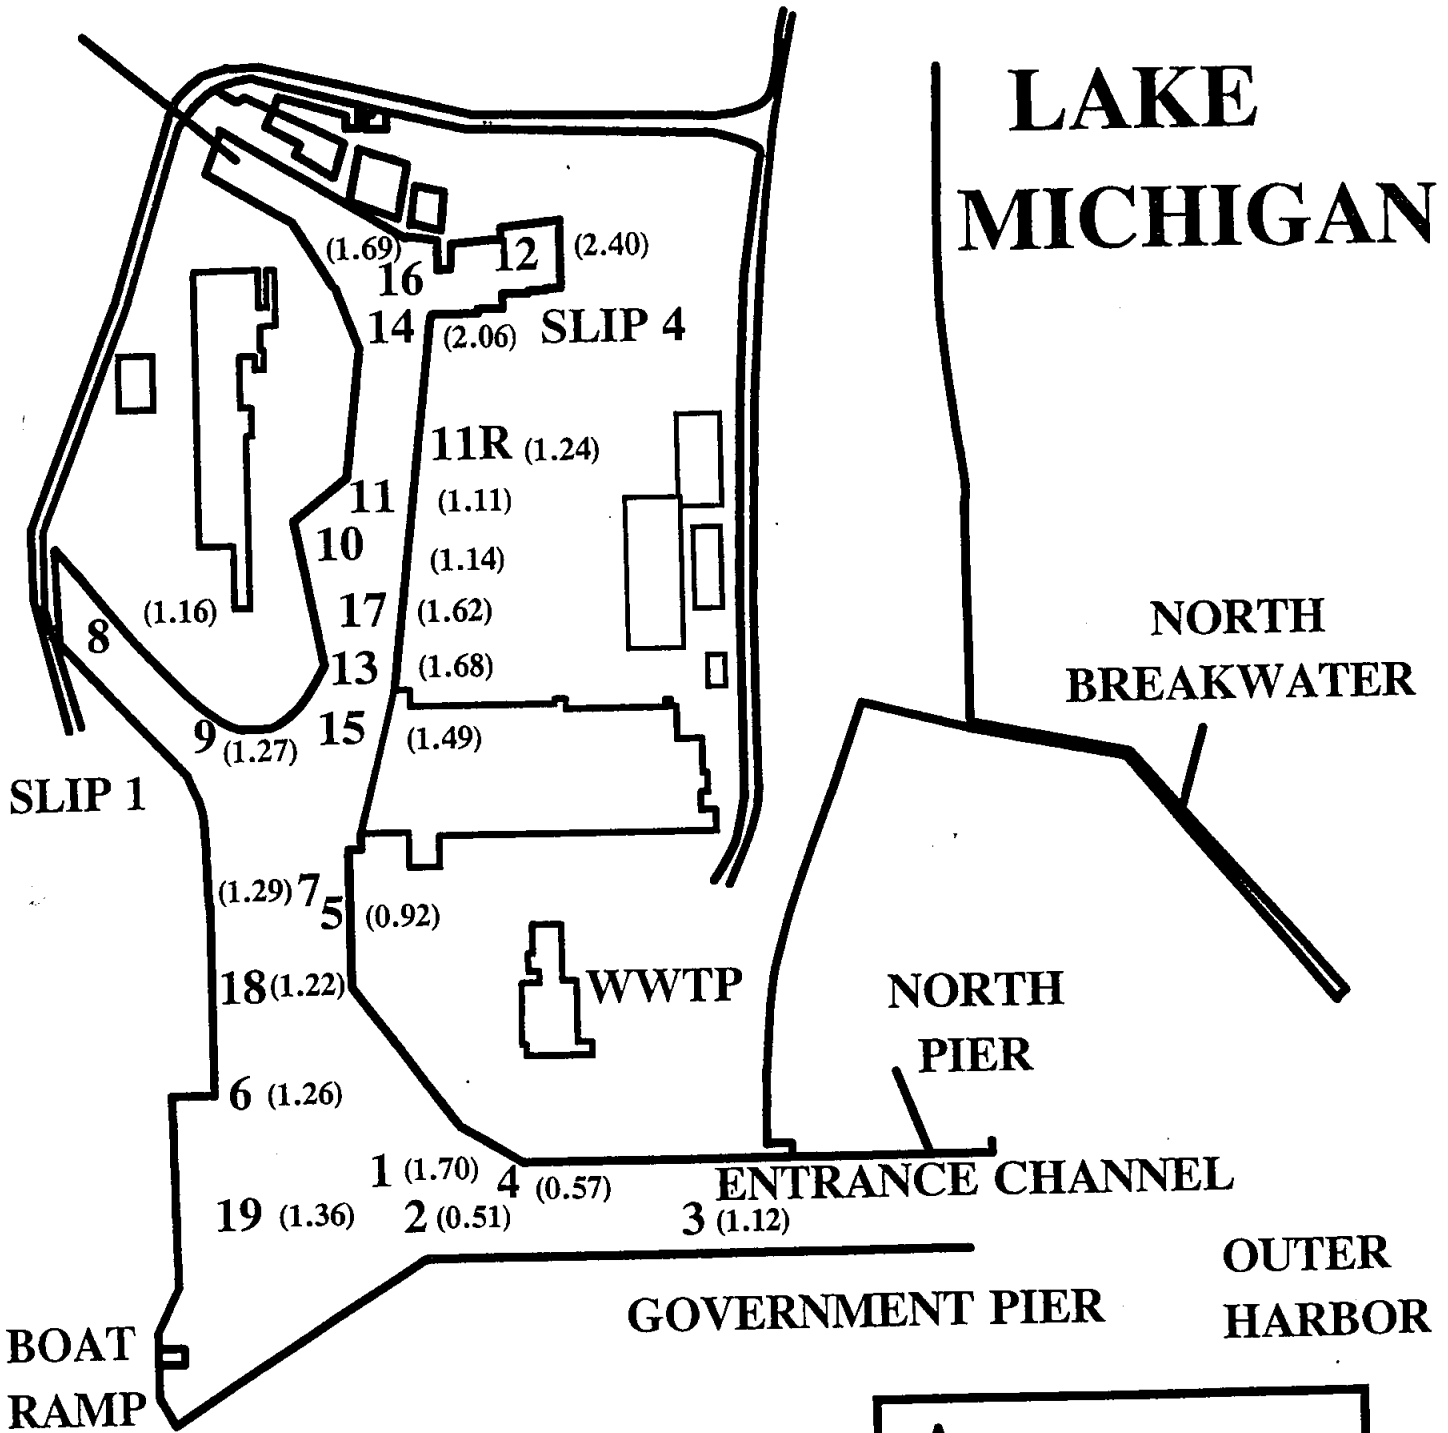 LAKE
MICHIGAN
(1.69)
16
12 (2.40)
14 (2.06) SLIP 4
11R (1.24)
11 (1.11)
10 (1.14)
17 (1.62)
8 (1.16)
13 (1.68)
NORTH
BREAKWATER
9 (1.27)
15 (1.49)
SLIP 1
(1.29) 7
5 (0.92)
18 (1.22)
WWTP
NORTH
PIER
6 (1.26)
1 (1.70)
4 (0.57)
ENTRANCE CHANNEL
19 (1.36)
2 (0.51)
3 (1.12)
OUTER
HARBOR
GOVERNMENT PIER
BOAT
RAMP